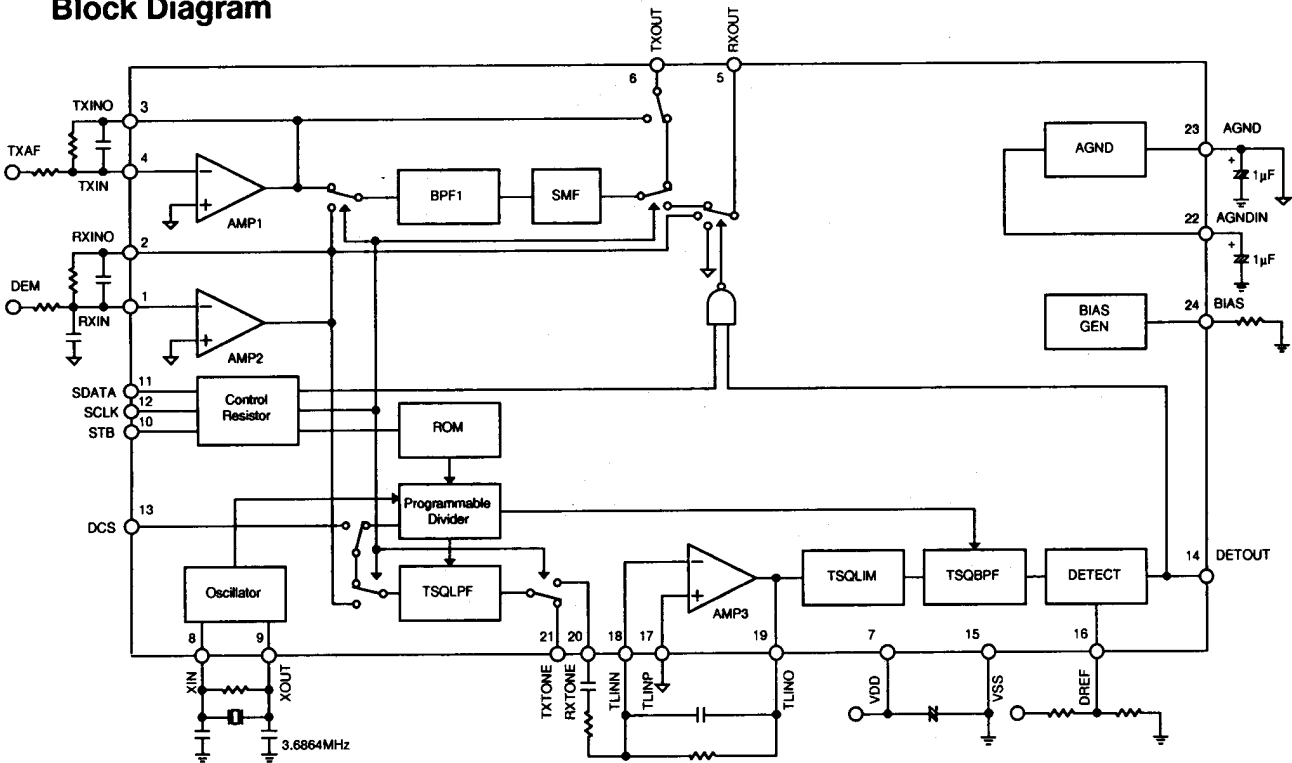 Block Diagram
TXOUT
RXOUT
6
5
TXINO
3
TXAF
4
TXIN
AMP1
BPF1
SMF
AGND
23
AGND
1μF
22
AGNDIN
1μF
RXINO
2
DEM
1
RXIN
AMP2
BIAS
GEN
24
BIAS
SDATA
11
SCLK
12
STB
10
Control
Resistor
ROM
DCS
13
Programmable
Divider
Oscillator
TSQLPF
AMP3
TSQLIM
TSQBPF
DETECT
14
DETOUT
8
9
21
20
18
17
19
7
15
16
XIN
XOUT
TXTONE
RXTONE
TLINN
TLINP
TLINO
VDD
VSS
DREF
3.6864MHz